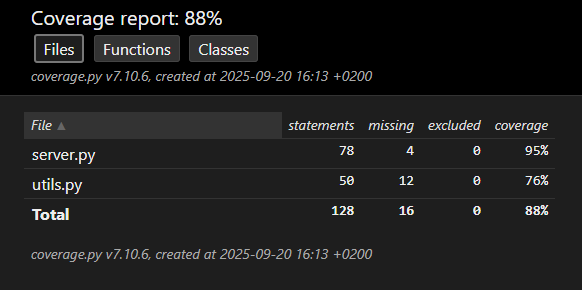 Coverage report: 88%
Files Functions Classes
coverage.py v7.10.6, created at 2025-09-20 16:13 +0200
File ▲ statements missing excluded coverage
server.py 78 4 0 95%
utils.py 50 12 0 76%
Total 128 16 0 88%
coverage.py v7.10.6, created at 2025-09-20 16:13 +0200